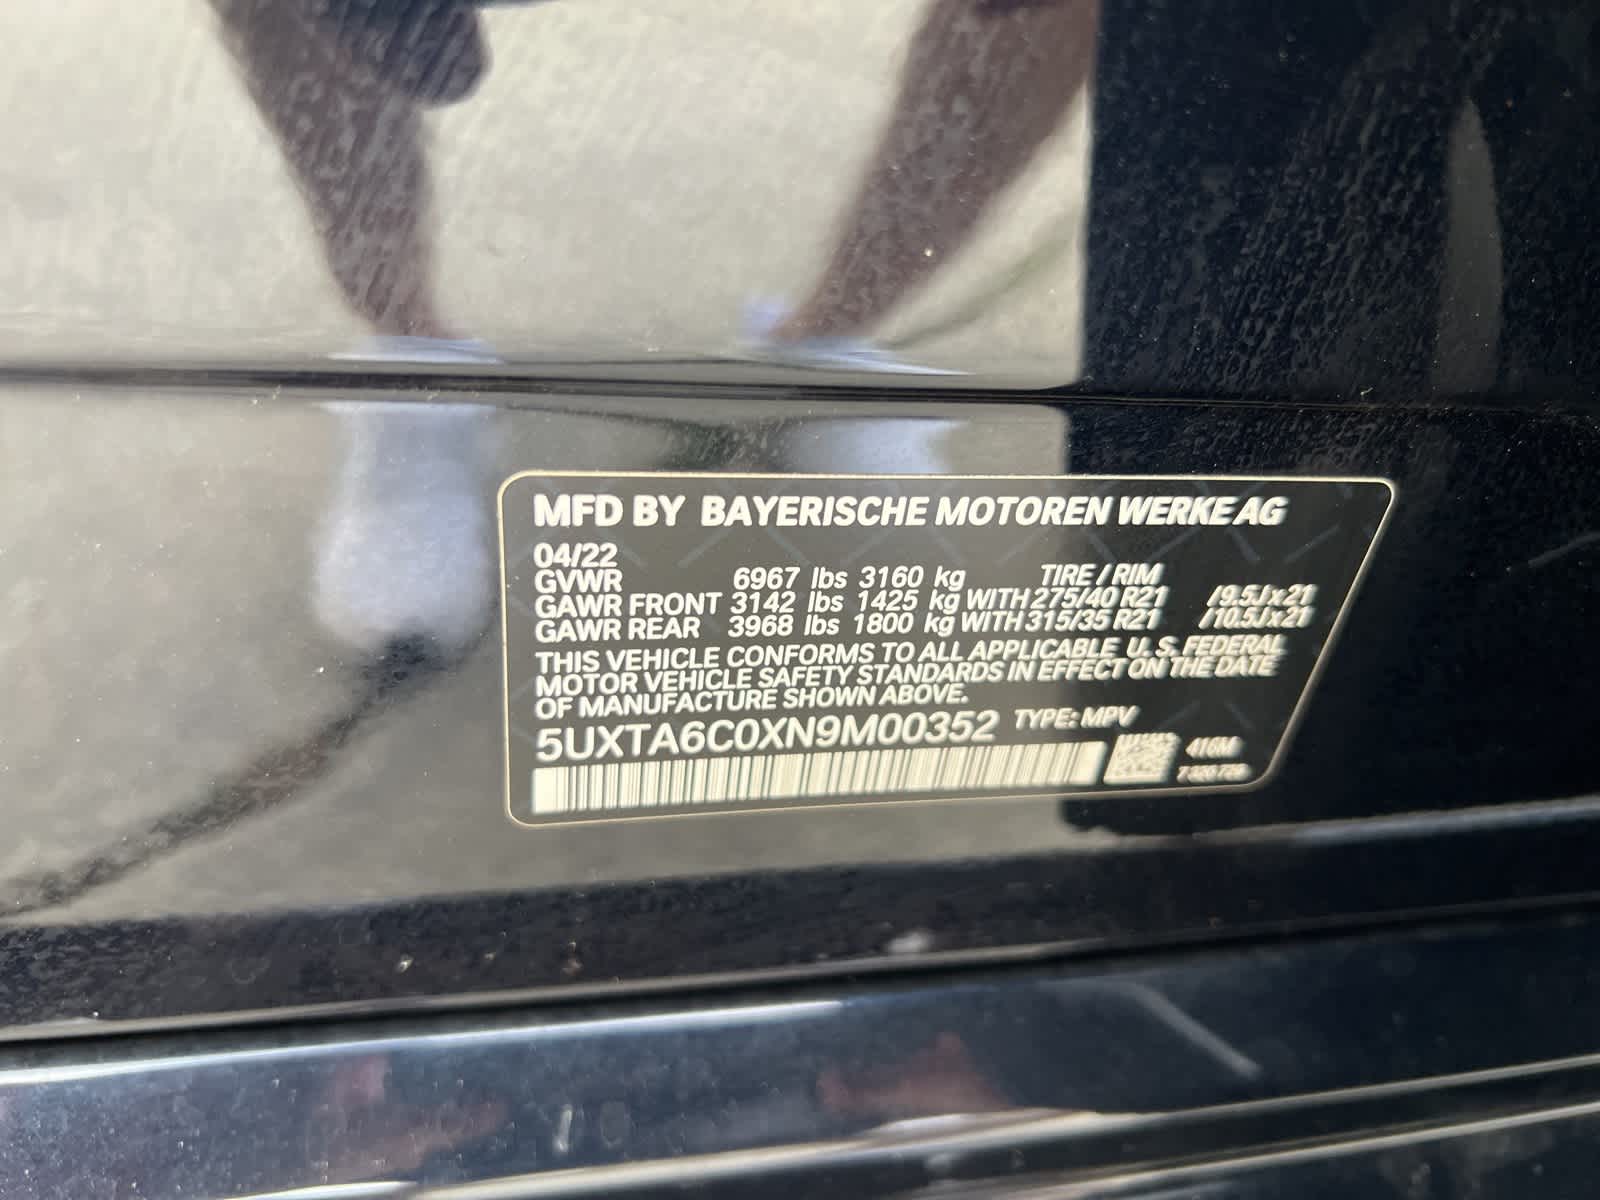 MFD BY BAYERISCHE MOTOREN WERKE AG
04/22
GVWR 6967 lbs 3160 kg TIRE / RIM
GAWR FRONT 3142 lbs 1425 kg WITH 275/40 R21 /9.5Jx21
GAWR REAR 3968 lbs 1800 kg WITH 315/35 R21 /10.5Jx21
THIS VEHICLE CONFORMS TO ALL APPLICABLE U. S. FEDERAL
MOTOR VEHICLE SAFETY STANDARDS IN EFFECT ON THE DATE
OF MANUFACTURE SHOWN ABOVE.
5UXTA6C0XN9M00352 TYPE: MPV
416M